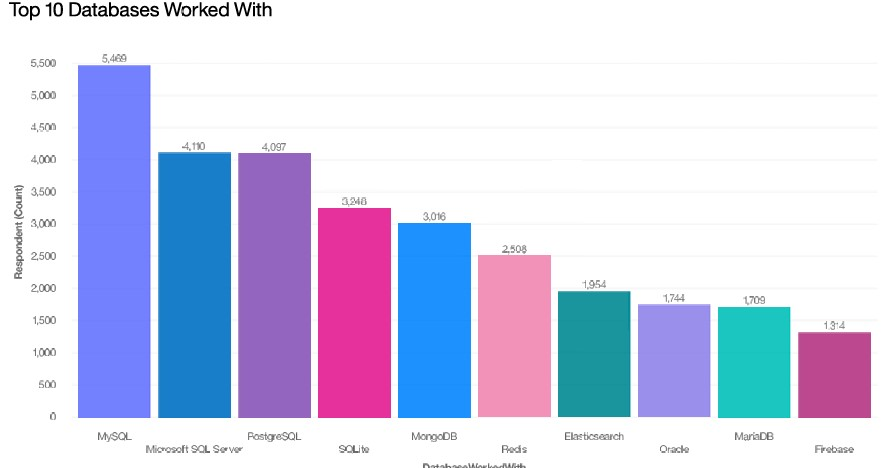 Top 10 Databases Worked With
5,469
5,500
5,000
4,500
4,110
4,097
4,000
3,500
3,246
3,016
3,000
2,508
2,500
1,954
2,000
1,744
1,709
1,500
1,314
1,000
500
0
Respondent (Count)
MySQL
PostgreSQL
MongoDB
Elasticsearch
MariaDB
Microsoft SQL Server
SQLite
Redis
Oracle
Firebase
DatabaseWorkedWith